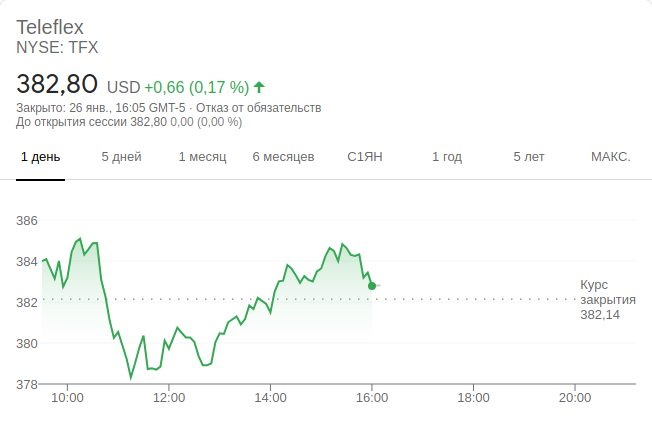 Teleflex
NYSE: TFX
382,80 USD +0,66 (0,17 %)
Закрыто: 26 янв., 16:05 GMT-5 · Отказ от обязательств
До открытия сессии 382,80 0,00 (0,00 %)
1 день 5 дней 1 месяц 6 месяцев С1ЯН 1 год 5 лет МАКС.
386
384
382
380
378
Курс
закрытия
382,14
10:00 12:00 14:00 16:00 18:00 20:00